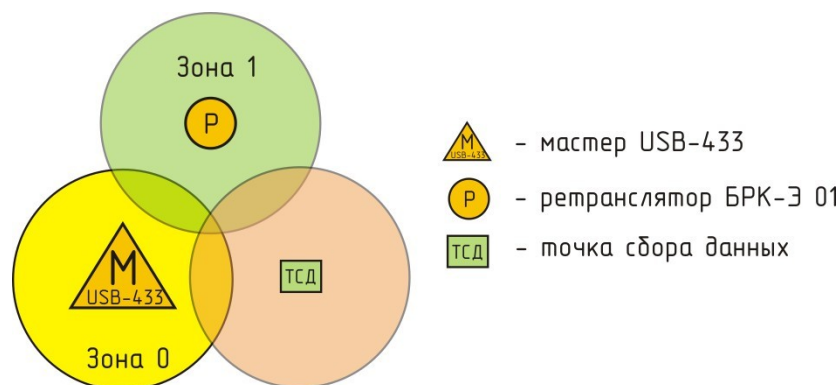 Зона 1
Р
М
USB-433
ТСД
Зона 0
М
USB-433
- мастер USB-433
Р
- ретранслятор БРК-Э 01
ТСД
- точка сбора данных